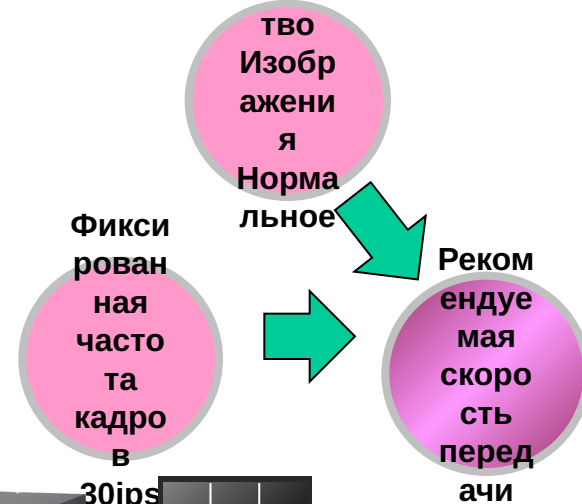 тво
Изобр
ажени
я
Норма
льное
Фикси
рован
ная
часто
та
кадро
в
30ips
Реком
ендуе
мая
скоро
сть
перед
ачи